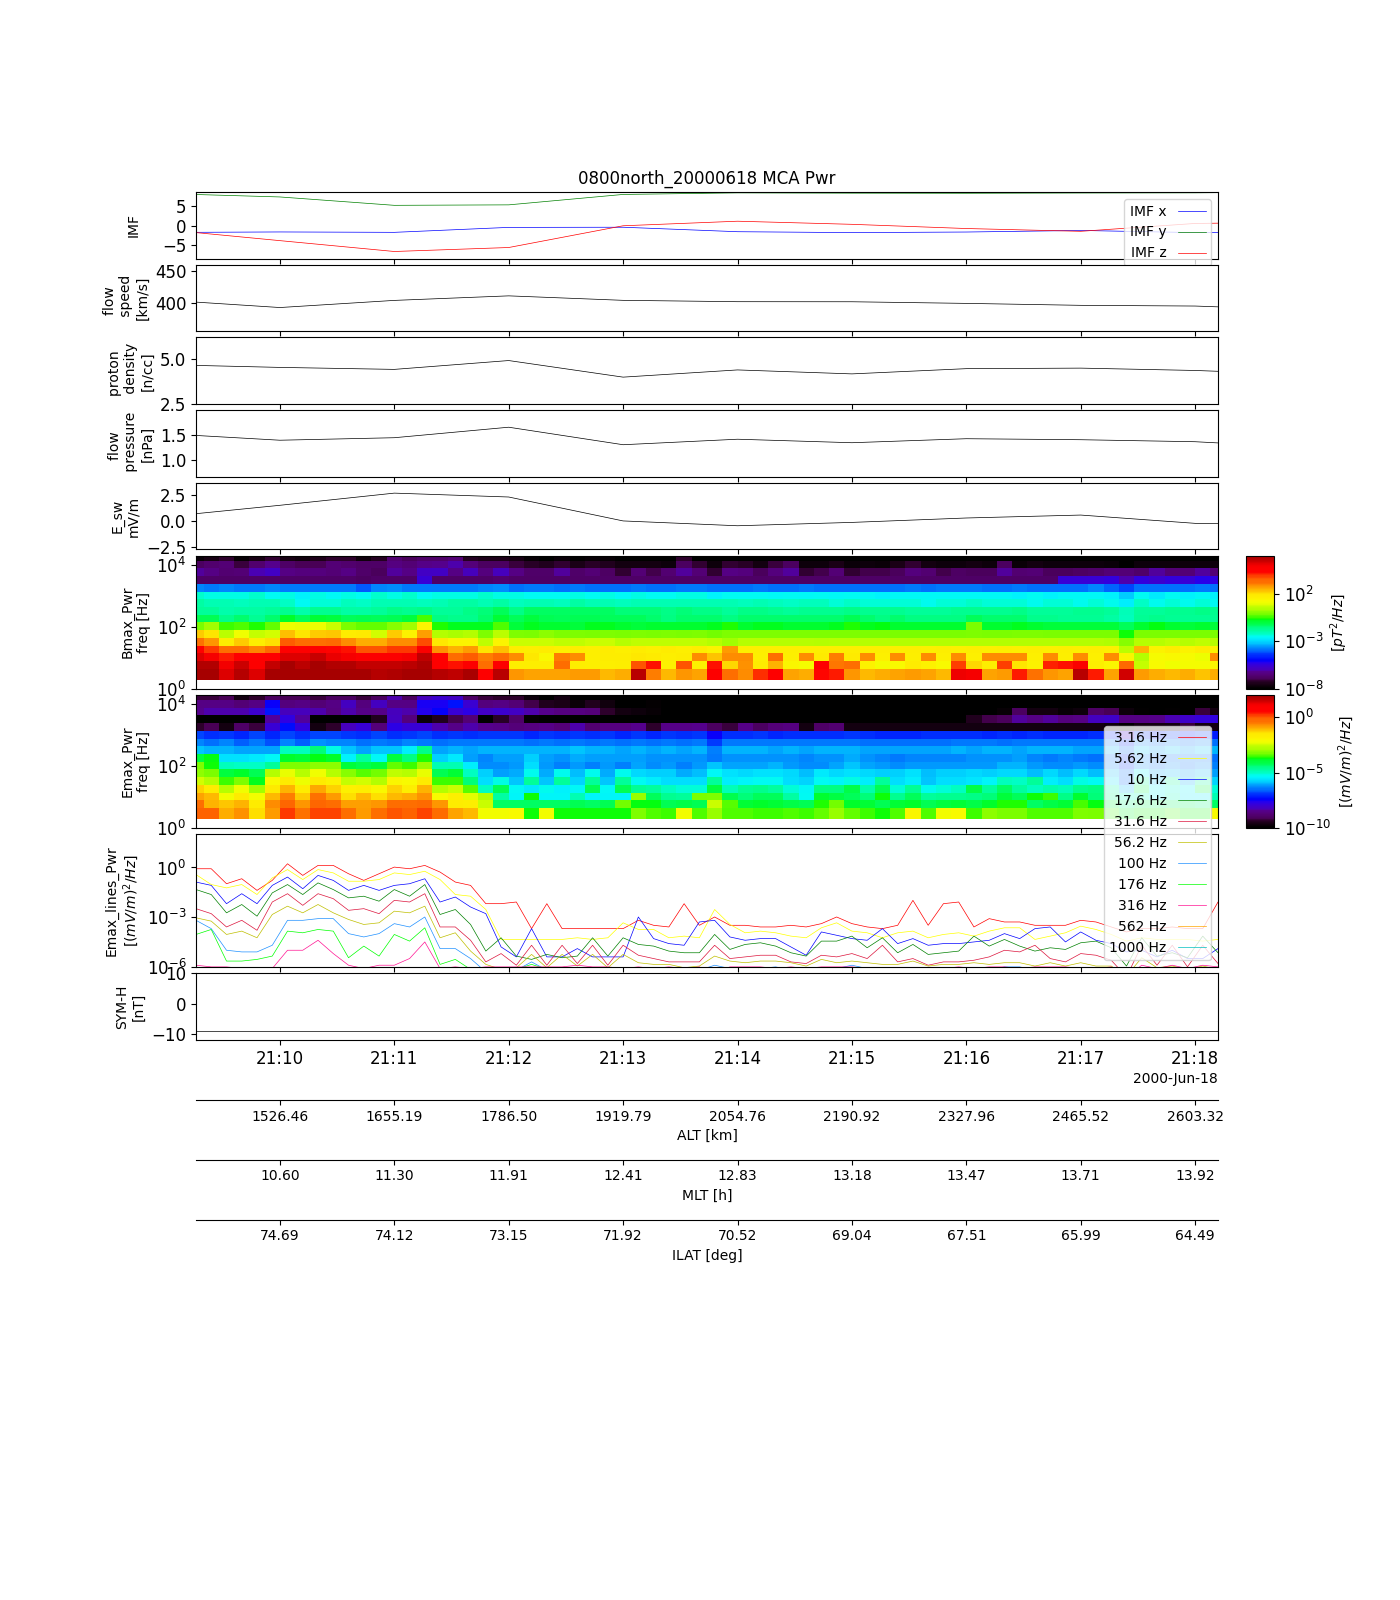 0800north_20000618 MCA Pwr
IMF
5
0
−5
IMF x
IMF y
IMF z
flow
speed
[km/s]
450
400
proton
density
[n/cc]
5.0
2.5
flow
pressure
[nPa]
1.5
1.0
E_sw
mV/m
2.5
0.0
−2.5
Bmax_Pwr
freq [Hz]
10^4
10^2
10^0
10^2
10^−3
10^−8
[pT^2/Hz]
Emax_Pwr
freq [Hz]
10^4
10^2
10^0
10^0
10^−5
10^−10
[(mV/m)^2/Hz]
3.16 Hz
5.62 Hz
10 Hz
17.6 Hz
31.6 Hz
56.2 Hz
100 Hz
176 Hz
316 Hz
562 Hz
1000 Hz
Emax_lines_Pwr
[(mV/m)^2/Hz]
10^0
10^−3
10^−6
SYM-H
[nT]
10
0
−10
21:10 21:11 21:12 21:13 21:14 21:15 21:16 21:17 21:18
2000-Jun-18
1526.46 1655.19 1786.50 1919.79 2054.76 2190.92 2327.96 2465.52 2603.32
ALT [km]
10.60 11.30 11.91 12.41 12.83 13.18 13.47 13.71 13.92
MLT [h]
74.69 74.12 73.15 71.92 70.52 69.04 67.51 65.99 64.49
ILAT [deg]